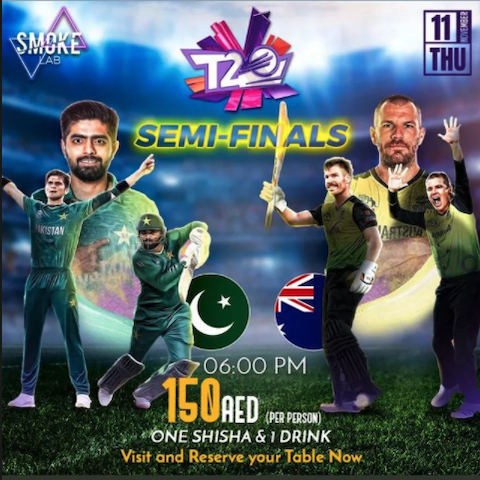 SMOKE
LAB
T20
11
NOVEMBER
THU
SEMI-FINALS
PAKISTAN
06:00 PM
150AED (PER PERSON)
ONE SHISHA & 1 DRINK
Visit and Reserve your Table Now